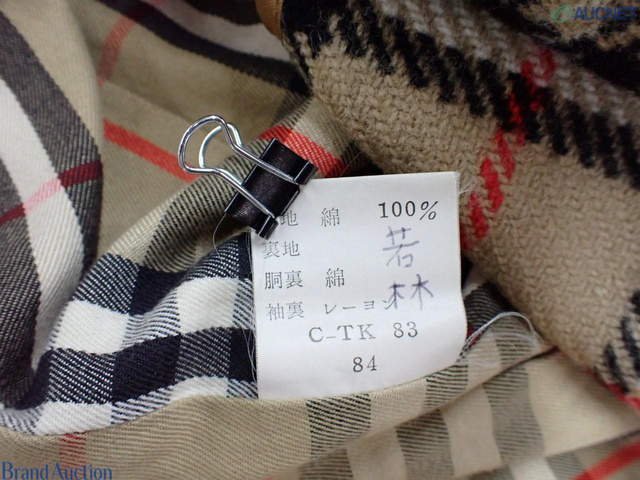 AUCNET
地 綿 100%
裏地
胴裏 綿
袖裏 レーヨン
若林
C-TK 83
84
Brand Auction